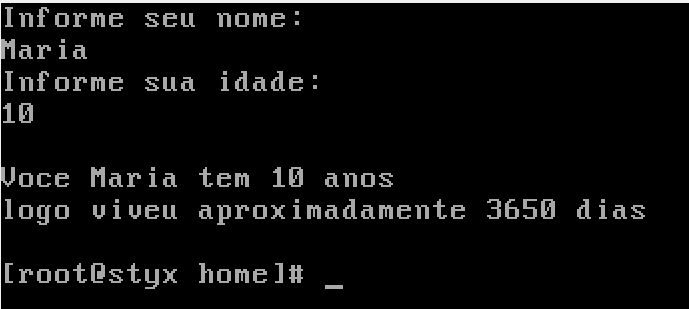 Informe seu nome:
Maria
Informe sua idade:
10
Voce Maria tem 10 anos
logo viveu aproximadamente 3650 dias
[root@styx home]# _